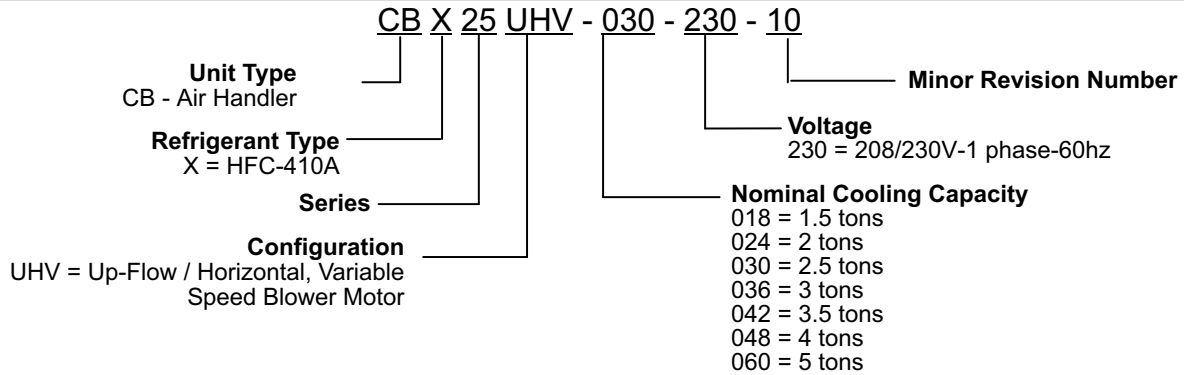 CB X 25 UHV - 030 - 230 - 10
Unit Type
CB - Air Handler
Refrigerant Type
X = HFC-410A
Series
Configuration
UHV = Up-Flow / Horizontal, Variable
Speed Blower Motor
Minor Revision Number
Voltage
230 = 208/230V-1 phase-60hz
Nominal Cooling Capacity
018 = 1.5 tons
024 = 2 tons
030 = 2.5 tons
036 = 3 tons
042 = 3.5 tons
048 = 4 tons
060 = 5 tons